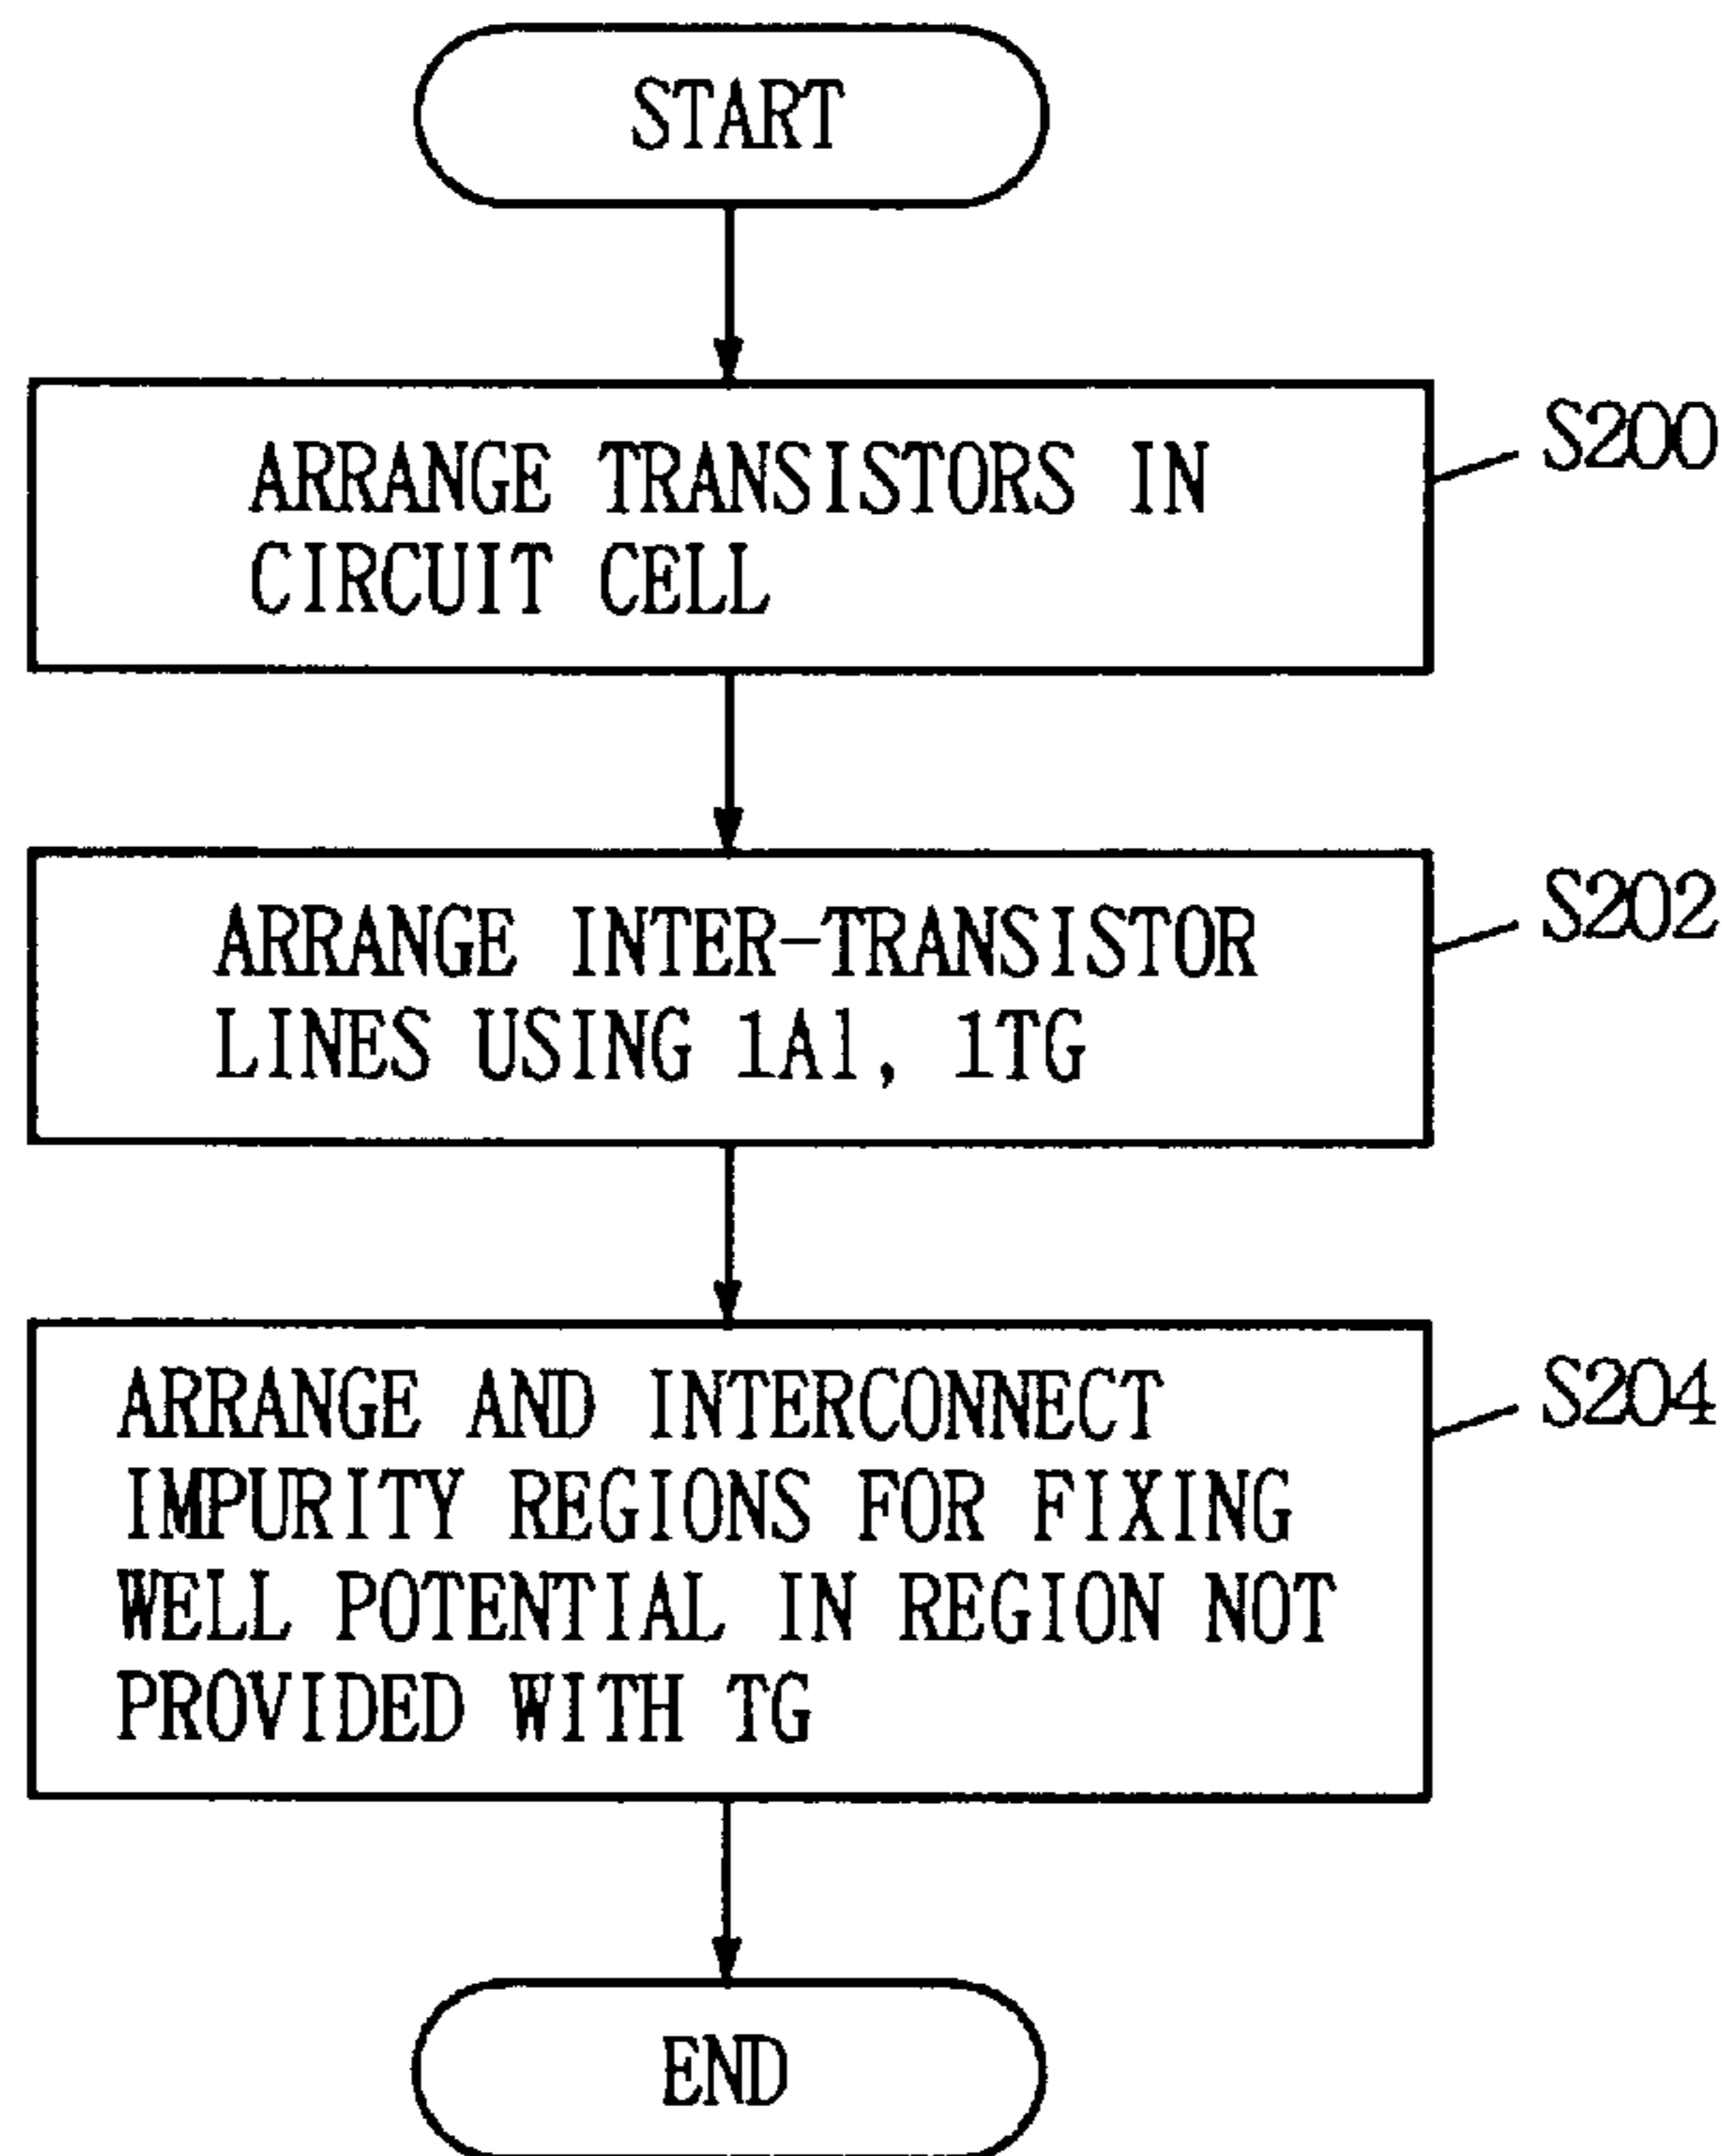 START
ARRANGE TRANSISTORS IN
CIRCUIT CELL
S200
ARRANGE INTER-TRANSISTOR
LINES USING 1Al, 1TG
S202
ARRANGE AND INTERCONNECT
IMPURITY REGIONS FOR FIXING
WELL POTENTIAL IN REGION NOT
PROVIDED WITH TG
S204
END